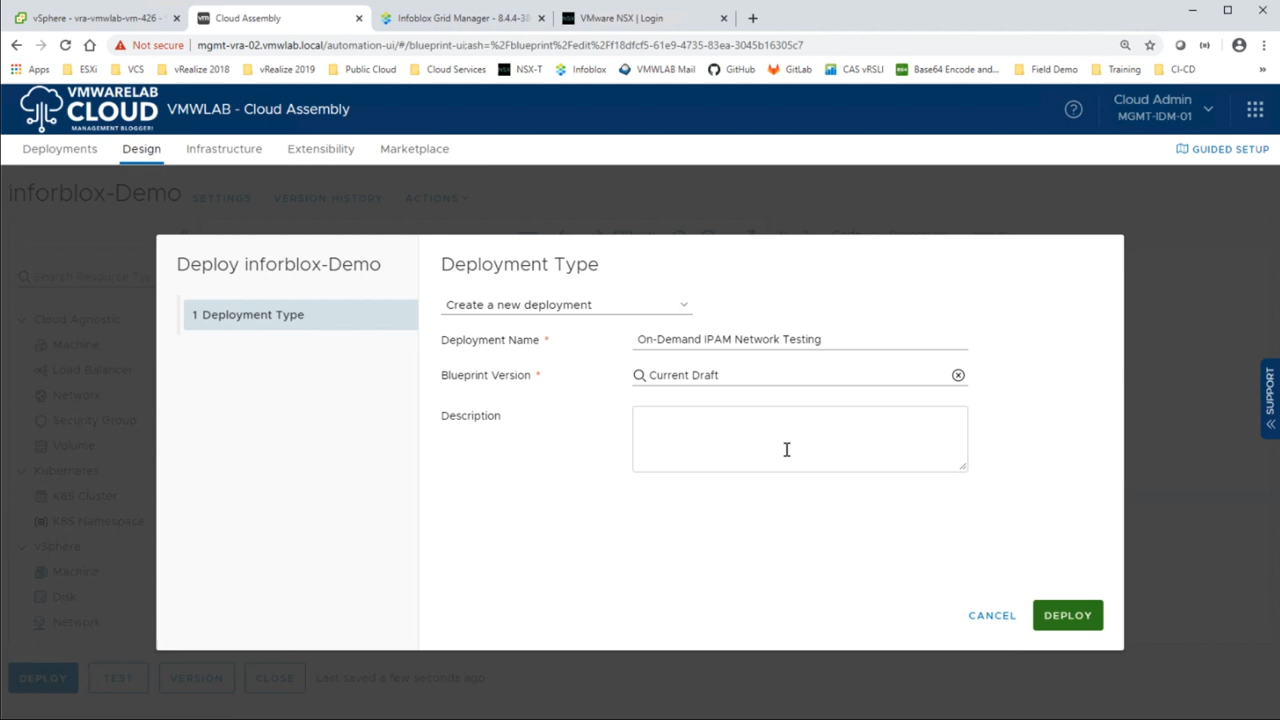 vSphere - vra-vmwlab-vm-426 -
Cloud Assembly
Infoblox Grid Manager - 8.4.4-38
VMware NSX | Login
Not secure
mgmt-vra-02.vmwlab.local/automation-ui/#/blueprint-ui;ash=%2Fblueprint%2Fedit%2Ff18dfcf5-61e9-4735-83ea-3045b16305c7
Apps
ESXi
VCS
vRealize 2018
vRealize 2019
Public Cloud
Cloud Services
NSX-T
Infoblox
VMWLAB Mail
GitHub
GitLab
CAS vRSLI
Base64 Encode and...
Field Demo
Training
CI-CD
VMWARELAB
CLOUD
MANAGEMENT BLOGGER!
VMWLAB - Cloud Assembly
Cloud Admin
MGMT-IDM-01
Deployments
Design
Infrastructure
Extensibility
Marketplace
GUIDED SETUP
inforblox-Demo
SETTINGS
VERSION HISTORY
ACTIONS
Search Resource Typ
Cloud Agnostic
Machine
Load Balancer
Network
Security Group
Volume
Kubernetes
K8S Cluster
K8S Namespace
vSphere
Machine
Disk
Network
Deploy inforblox-Demo
1 Deployment Type
Deployment Type
Create a new deployment
Deployment Name *
On-Demand IPAM Network Testing
Blueprint Version *
Current Draft
Description
CANCEL
DEPLOY
SUPPORT
DEPLOY
TEST
VERSION
CLOSE
Last saved a few seconds ago